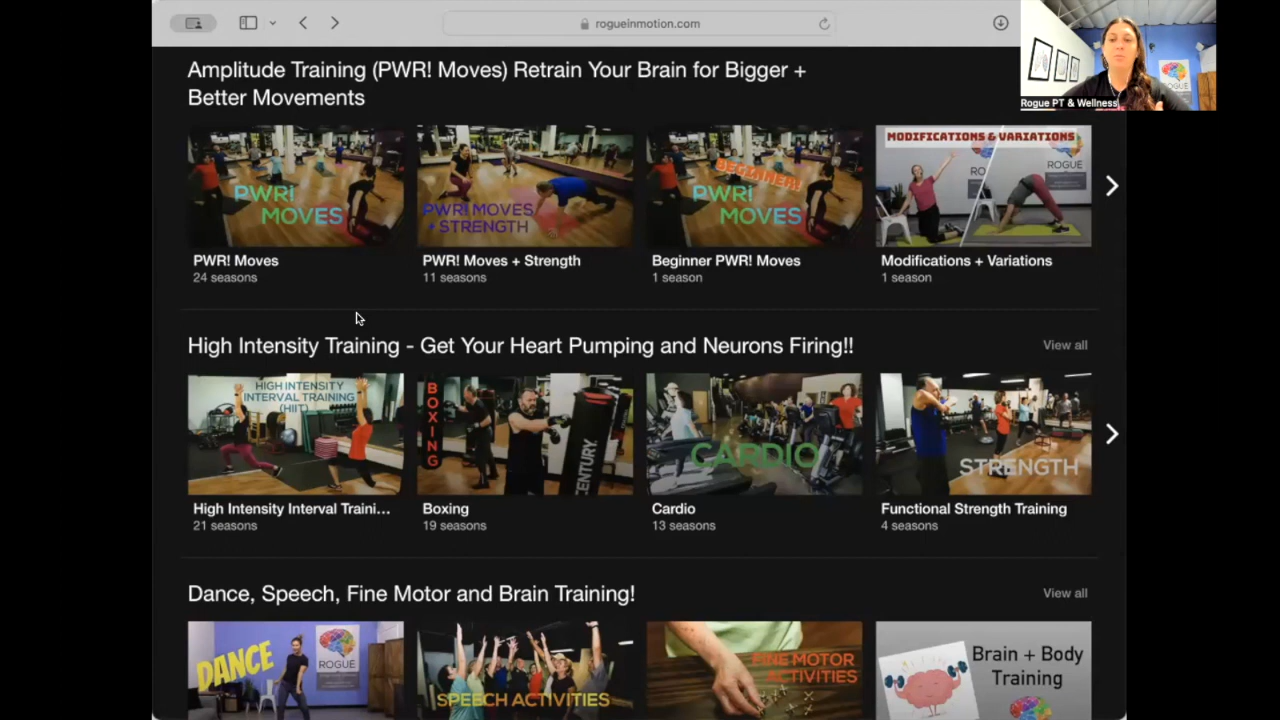 rogueinmotion.com
Rogue PT & Wellness
ROGUE
Amplitude Training (PWR! Moves) Retrain Your Brain for Bigger +
Better Movements
PWR!
MOVES
PWR! MOVES
+ STRENGTH
BEGINNER!
PWR!
MOVES
MODIFICATIONS & VARIATIONS
ROGUE
PWR! Moves
24 seasons
PWR! Moves + Strength
11 seasons
Beginner PWR! Moves
1 season
Modifications + Variations
1 season
High Intensity Training - Get Your Heart Pumping and Neurons Firing!!
View all
HIGH INTENSITY
INTERVAL TRAINING
(HIIT)
BOXING
CENTURY.
CARDIO
STRENGTH
High Intensity Interval Traini...
21 seasons
Boxing
19 seasons
Cardio
13 seasons
Functional Strength Training
4 seasons
Dance, Speech, Fine Motor and Brain Training!
View all
DANCE
ROGUE
SPEECH ACTIVITIES
FINE MOTOR
ACTIVITIES
Brain + Body
Training